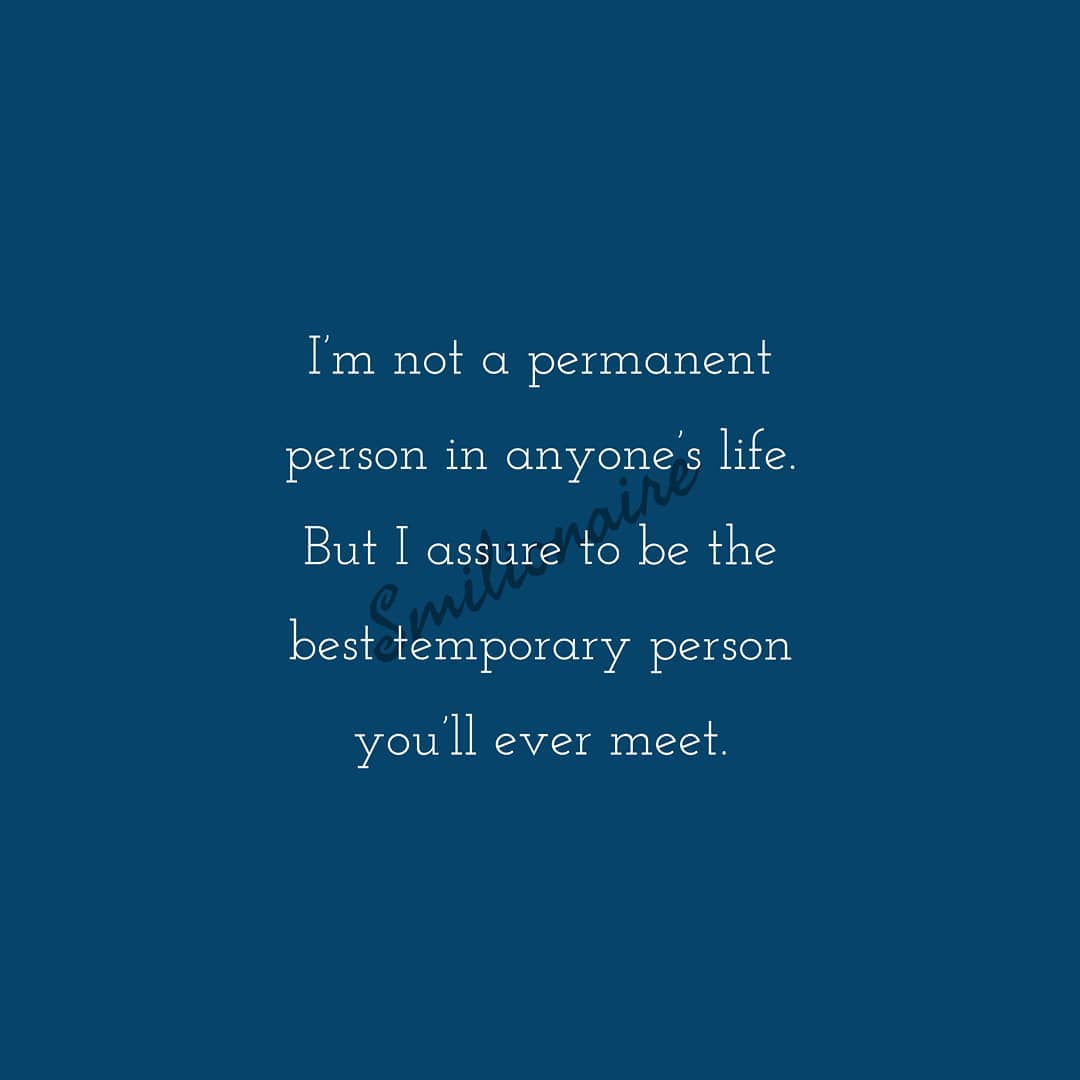 I'm not a permanent
person in anyone's life.
But I assure to be the
best temporary person
you'll ever meet.
Smilionaire